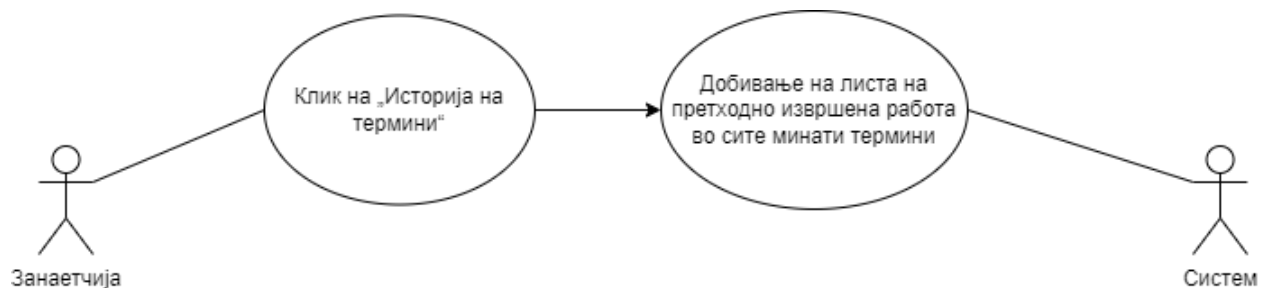 Клик на „Историја на
термини“
Добивање на листа на
претходно извршена работа
во сите минати термини
Занаетчија
Систем